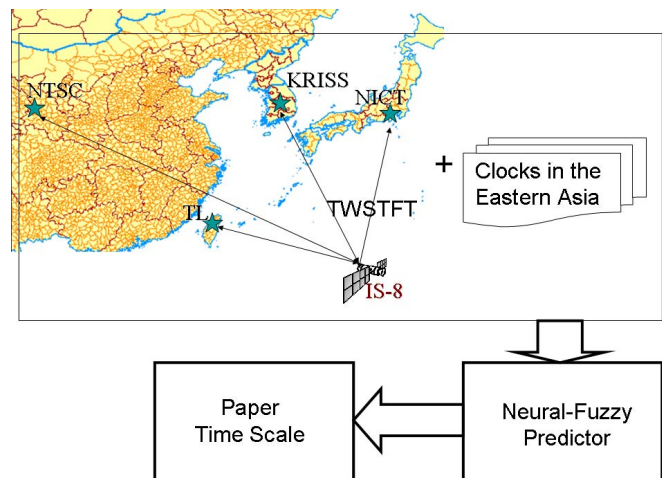 KRISS
NTSC
NICT
+
Clocks in the
Eastern Asia
TL
TWSTFT
IS-8
Paper
Time Scale
Neural-Fuzzy
Predictor